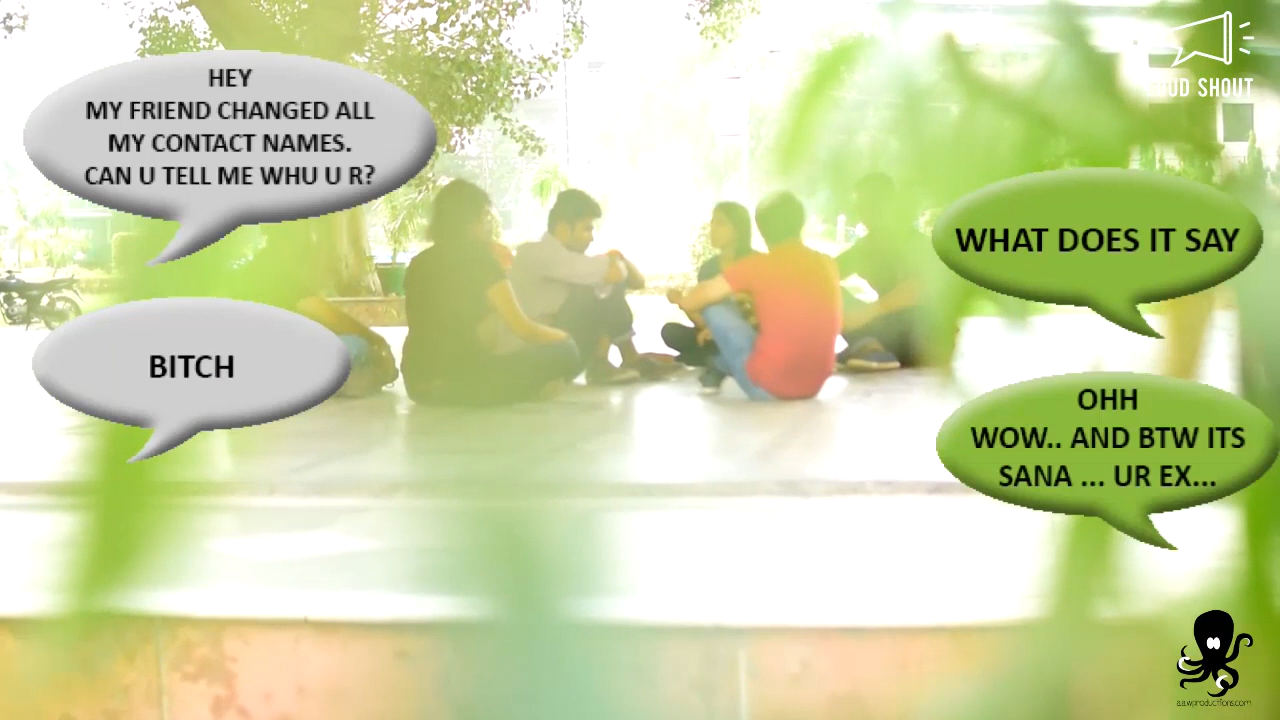 HEY
MY FRIEND CHANGED ALL
MY CONTACT NAMES.
CAN U TELL ME WHU U R?
WHAT DOES IT SAY
BITCH
OHH
WOW.. AND BTW ITS
SANA ... UR EX...
SHOUT